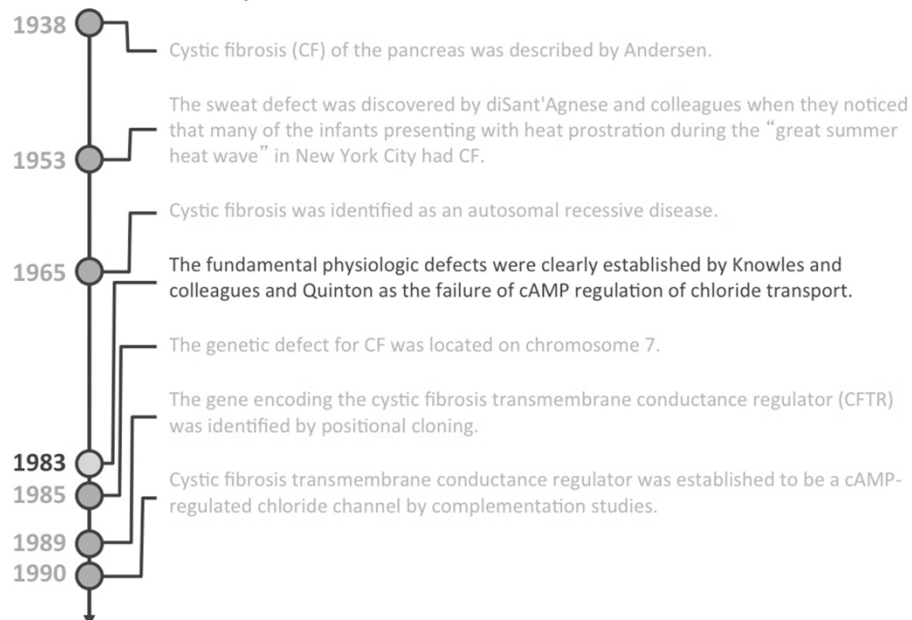 1938
Cystic fibrosis (CF) of the pancreas was described by Andersen.
The sweat defect was discovered by diSant'Agnese and colleagues when they noticed
that many of the infants presenting with heat prostration during the “great summer
heat wave” in New York City had CF.
1953
Cystic fibrosis was identified as an autosomal recessive disease.
1965
The fundamental physiologic defects were clearly established by Knowles and
colleagues and Quinton as the failure of cAMP regulation of chloride transport.
The genetic defect for CF was located on chromosome 7.
The gene encoding the cystic fibrosis transmembrane conductance regulator (CFTR)
was identified by positional cloning.
1983
Cystic fibrosis transmembrane conductance regulator was established to be a cAMP-
regulated chloride channel by complementation studies.
1985
1989
1990